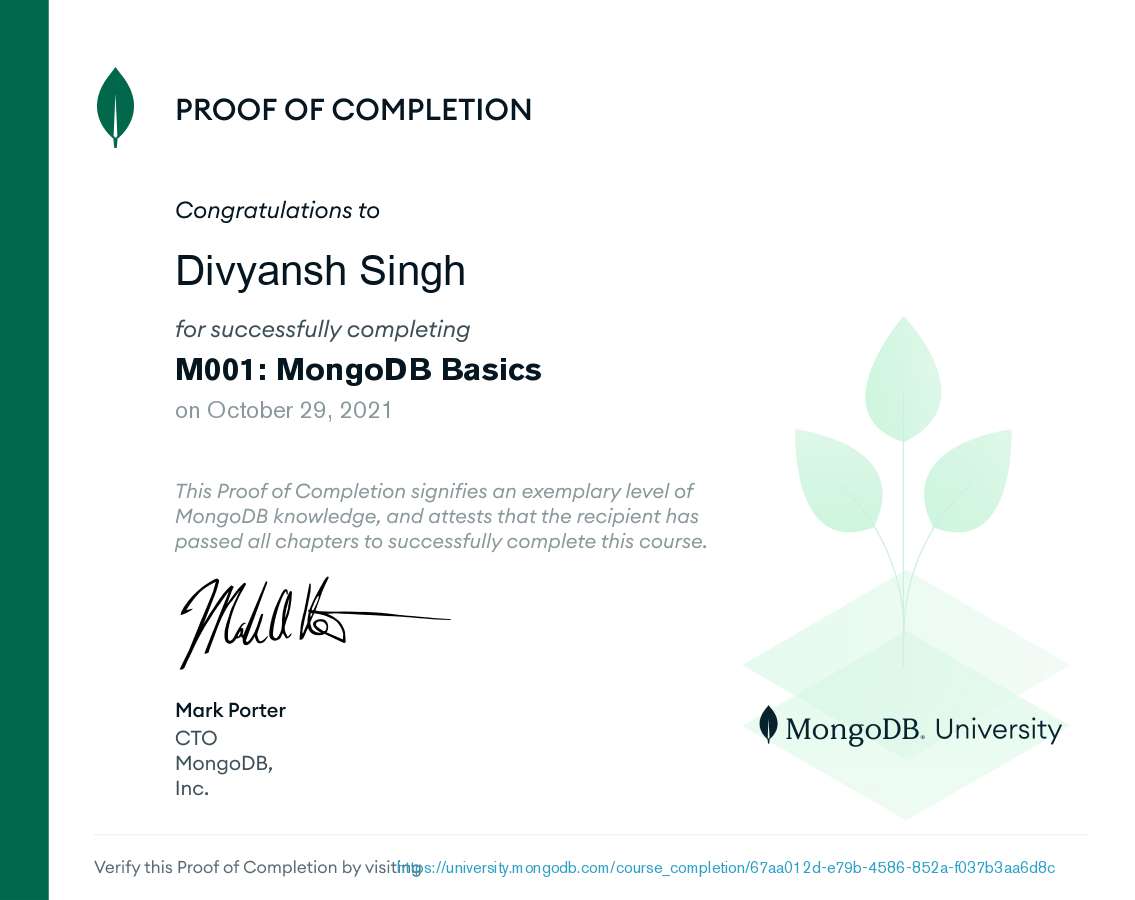 PROOF OF COMPLETION
Congratulations to
Divyansh Singh
for successfully completing
M001: MongoDB Basics
on October 29, 2021
This Proof of Completion signifies an exemplary level of
MongoDB knowledge, and attests that the recipient has
passed all chapters to successfully complete this course.
Mark Porter
CTO
MongoDB,
Inc.
MongoDB. University
Verify this Proof of Completion by visiting https://university.mongodb.com/course_completion/67aa012d-e79b-4586-852a-f037b3aa6d8c